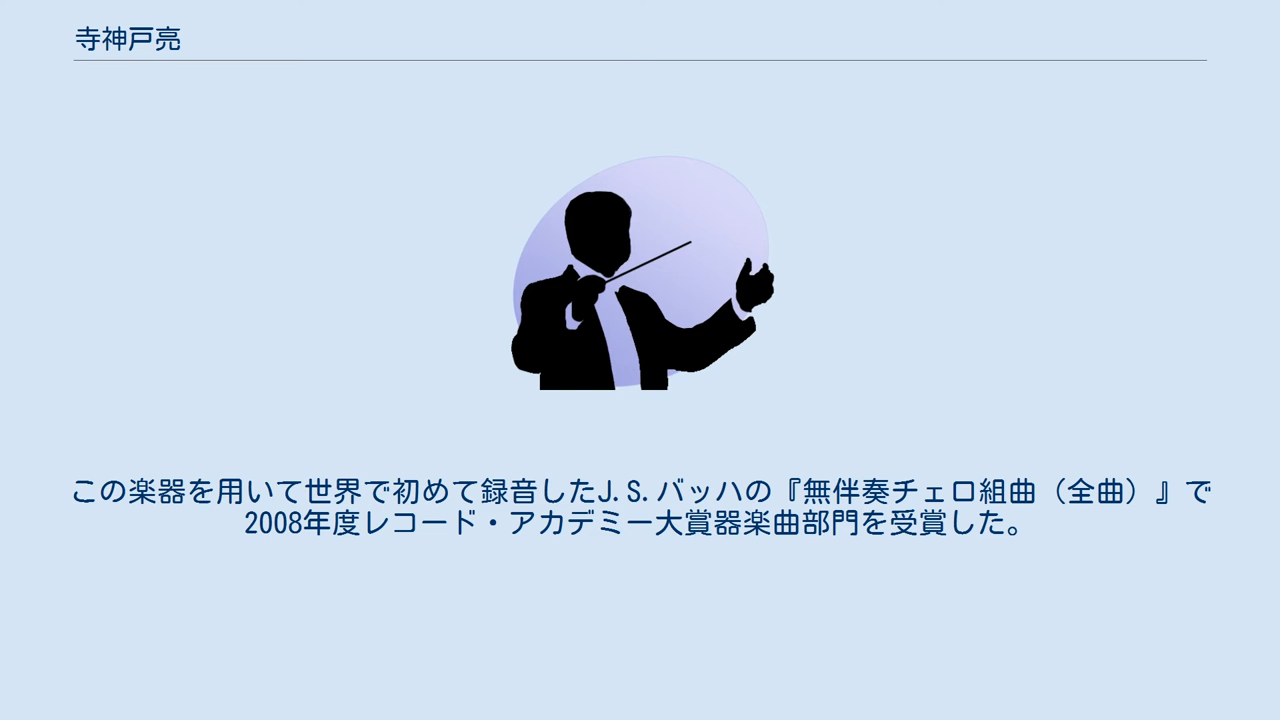 寺神戸亮
この楽器を用いて世界で初めて録音したJ.S.バッハの『無伴奏チェロ組曲（全曲）』で
2008年度レコード・アカデミー大賞器楽曲部門を受賞した。